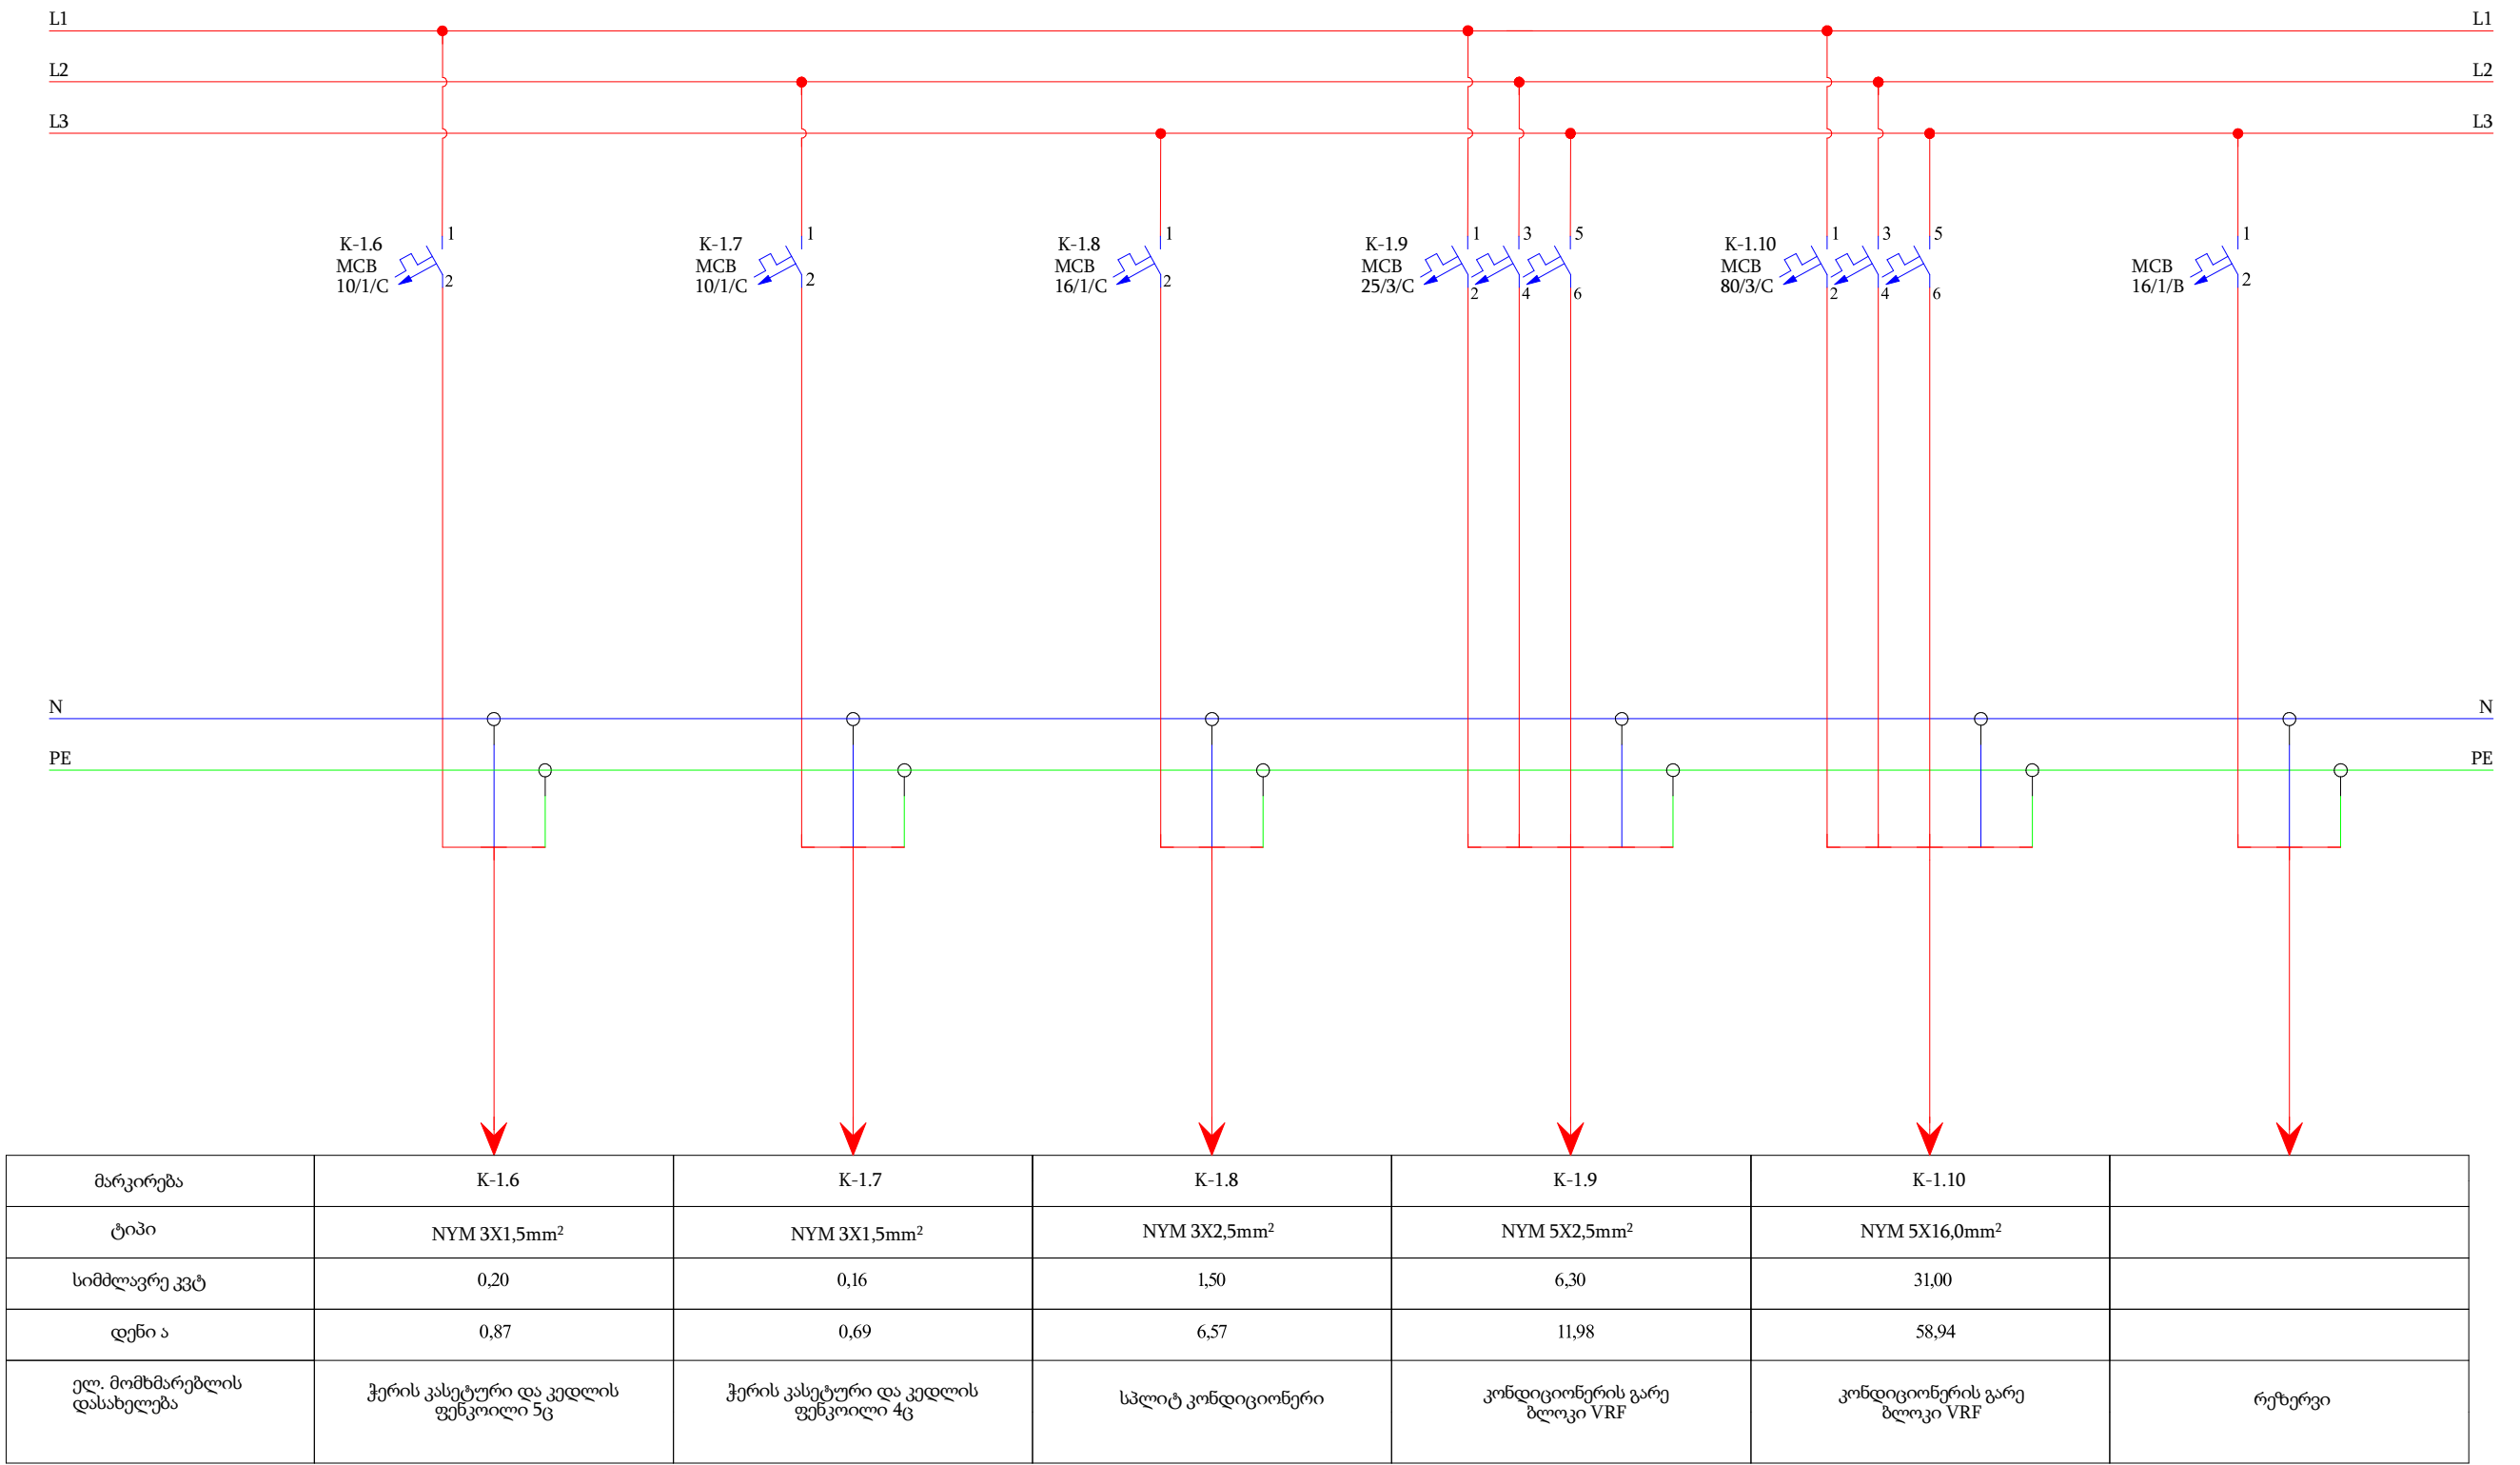 L1 L1
L2 L2
L3 L3
K-1.6
MCB
10/1/C
1
2
K-1.7
MCB
10/1/C
1
2
K-1.8
MCB
16/1/C
1
2
K-1.9
MCB
25/3/C
1 3 5
2 4 6
K-1.10
MCB
80/3/C
1 3 5
2 4 6
MCB
16/1/B
1
2
N N
PE PE
მარკირება K-1.6 K-1.7 K-1.8 K-1.9 K-1.10
ტიპი NYM 3X1,5mm² NYM 3X1,5mm² NYM 3X2,5mm² NYM 5X2,5mm² NYM 5X16,0mm²
სიმძლავრე კვტ 0,20 0,16 1,50 6,30 31,00
დენი ა 0,87 0,69 6,57 11,98 58,94
ელ. მომხმარებლის
დასახელება
ჭერის კასეტური და კედლის
ფენკოილი 5ც
ჭერის კასეტური და კედლის
ფენკოილი 4ც
სპლიტ კონდიციონერი
კონდიციონერის გარე
ბლოკი VRF
კონდიციონერის გარე
ბლოკი VRF
რეზერვი